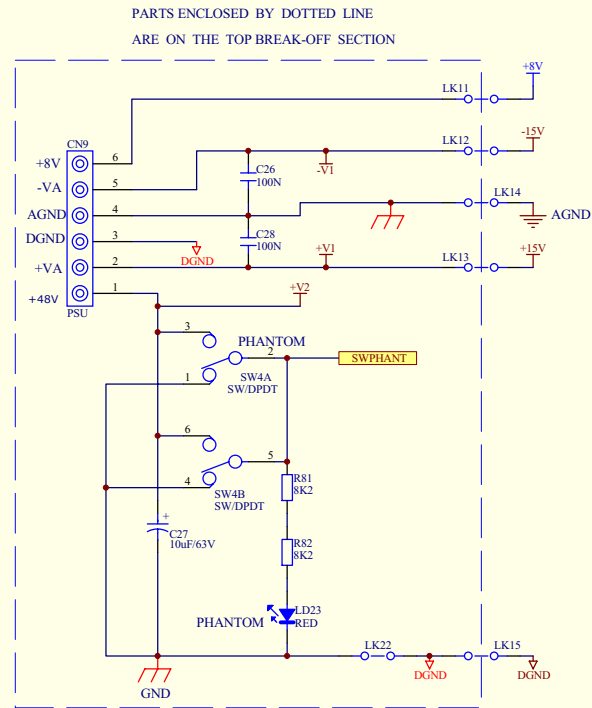 PARTS ENCLOSED BY DOTTED LINE
ARE ON THE TOP BREAK-OFF SECTION
+8V
LK11
CN9
LK12
-15V
+8V
6
C26
100N
-V1
-VA
5
LK14
AGND
4
AGND
DGND
3
C28
100N
DGND
+V1
+15V
+VA
2
LK13
+48V
1
+V2
PSU
3
PHANTOM
2
SWPHANT
1
SW4A
SW/DPDT
6
5
4
SW4B
SW/DPDT
R81
8K2
+
C27
10uF/63V
R82
8K2
LD23
RED
PHANTOM
LK22
LK15
DGND
DGND
GND